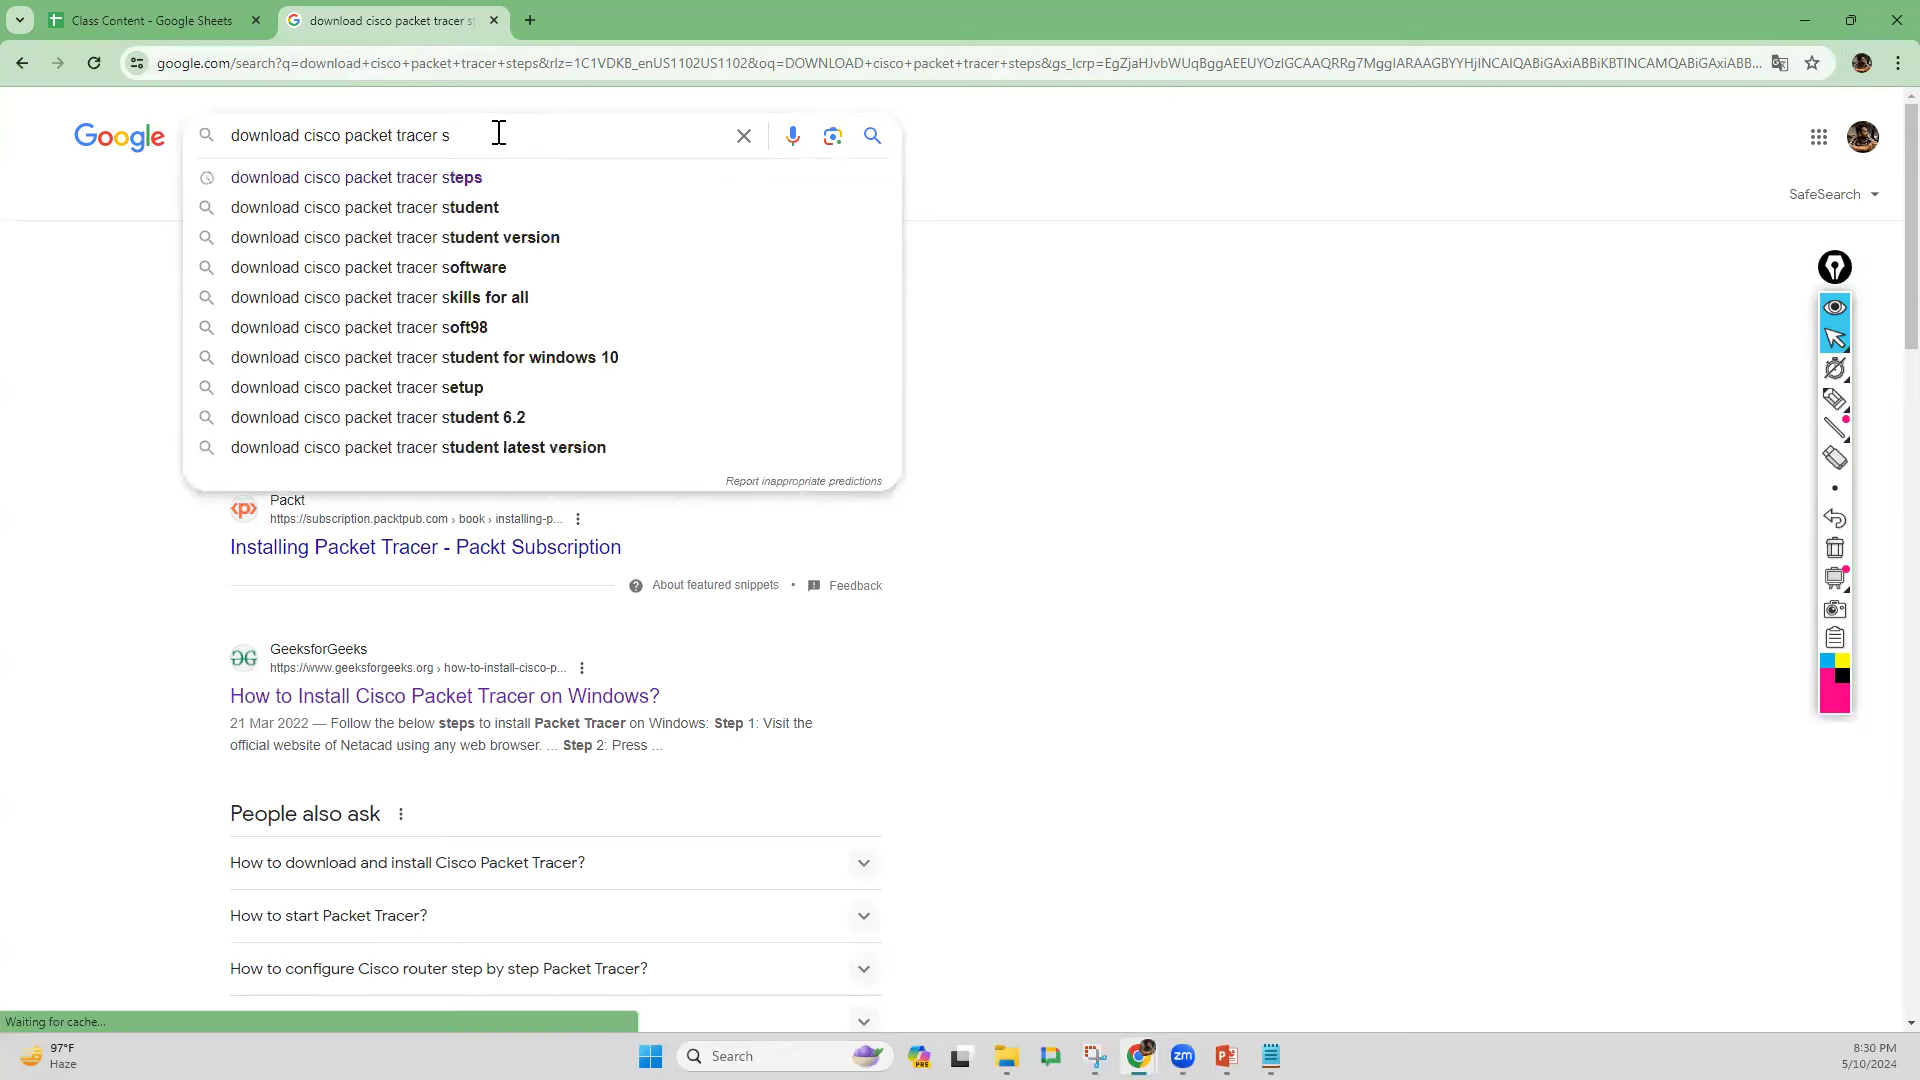 Class Content - Google Sheets
download cisco packet tracer st
google.com/search?q=download+cisco+packet+tracer+steps&rlz=1C1VDKB_enUS1102US1102&oq=DOWNLOAD+cisco+packet+tracer+steps&gs_lcrp=EgZjaHJvbWUqBggAEEUYOzIGCAAQRRg7MggIARAAGBYYHjINCAIQABiGAxiABBiKBTINCAMQABiGAxiABB...
Google
download cisco packet tracer s
SafeSearch
download cisco packet tracer steps
download cisco packet tracer student
download cisco packet tracer student version
download cisco packet tracer software
download cisco packet tracer skills for all
download cisco packet tracer soft98
download cisco packet tracer student for windows 10
download cisco packet tracer setup
download cisco packet tracer student 6.2
download cisco packet tracer student latest version
Report inappropriate predictions
Packt
https://subscription.packtpub.com › book › installing-p...
Installing Packet Tracer - Packt Subscription
About featured snippets • Feedback
GeeksforGeeks
https://www.geeksforgeeks.org › how-to-install-cisco-p...
How to Install Cisco Packet Tracer on Windows?
21 Mar 2022 — Follow the below steps to install Packet Tracer on Windows: Step 1: Visit the
official website of Netacad using any web browser. ... Step 2: Press ...
People also ask
How to download and install Cisco Packet Tracer?
How to start Packet Tracer?
How to configure Cisco router step by step Packet Tracer?
Waiting for cache...
97°F
Haze
Search
PRE
zm
8:30 PM
5/10/2024